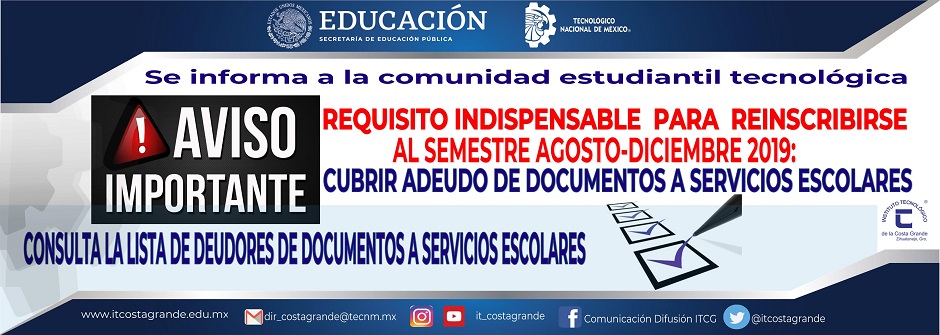 EDUCACIÓN
SECRETARÍA DE EDUCACIÓN PÚBLICA
TECNOLÓGICO
NACIONAL DE MÉXICO®
Se informa a la comunidad estudiantil tecnológica
AVISO
IMPORTANTE
REQUISITO INDISPENSABLE PARA REINSCRIBIRSE
AL SEMESTRE AGOSTO-DICIEMBRE 2019:
CUBRIR ADEUDO DE DOCUMENTOS A SERVICIOS ESCOLARES
CONSULTA LA LISTA DE DEUDORES DE DOCUMENTOS A SERVICIOS ESCOLARES
INSTITUTO TECNOLÓGICO ®
de la Costa Grande
Zihuatanejo, Gro.
www.itcostagrande.edu.mx
dir_costagrande@tecnm.mx
it_costagrande
Comunicación Difusión ITCG
@itcostagrande